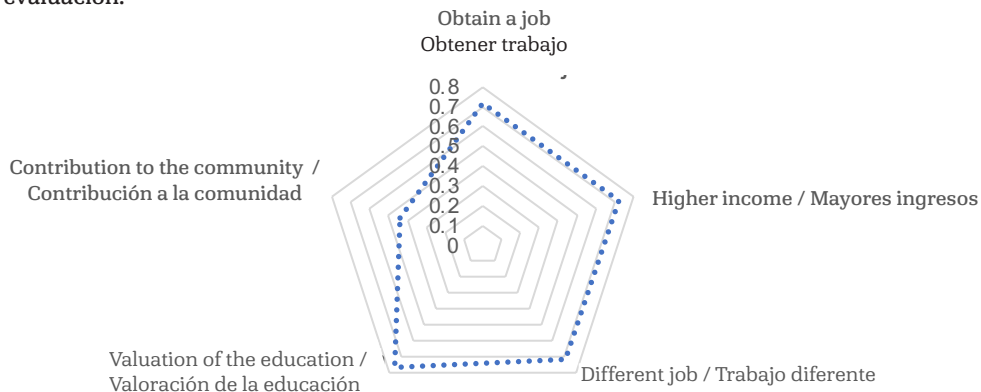 evaluación.
Obtain a job
Obtener trabajo
0.8
0.7
0.6
0.5
0.4
0.3
0.2
0.1
0
Contribution to the community /
Contribución a la comunidad
Higher income / Mayores ingresos
Valuation of the education /
Valoración de la educación
Different job / Trabajo diferente